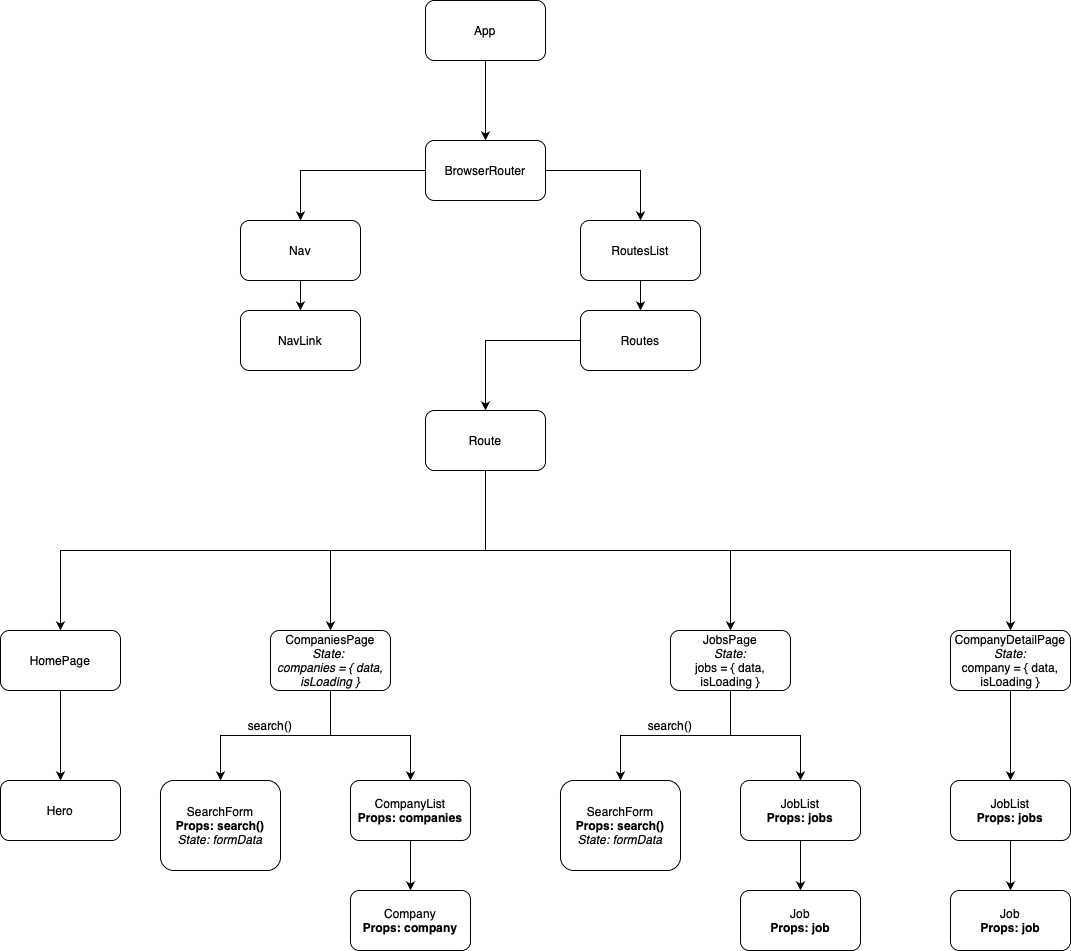 App
BrowserRouter
Nav
RoutesList
NavLink
Routes
Route
HomePage
CompaniesPage
State:
companies = { data,
isLoading }
JobsPage
State:
jobs = { data,
isLoading }
CompanyDetailPage
State:
company = { data,
isLoading }
search()
search()
Hero
SearchForm
Props: search()
State: formData
CompanyList
Props: companies
SearchForm
Props: search()
State: formData
JobList
Props: jobs
JobList
Props: jobs
Company
Props: company
Job
Props: job
Job
Props: job